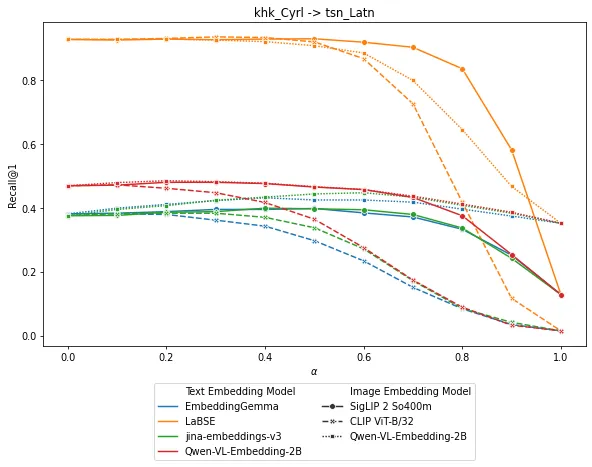 khk_Cyrl -> tsn_Latn
Recall@1
0.8
0.6
0.4
0.2
0.0
0.0 0.2 0.4 0.6 0.8 1.0
α
Text Embedding Model Image Embedding Model
EmbeddingGemma SigLIP 2 So400m
LaBSE CLIP ViT-B/32
jina-embeddings-v3 Qwen-VL-Embedding-2B
Qwen-VL-Embedding-2B